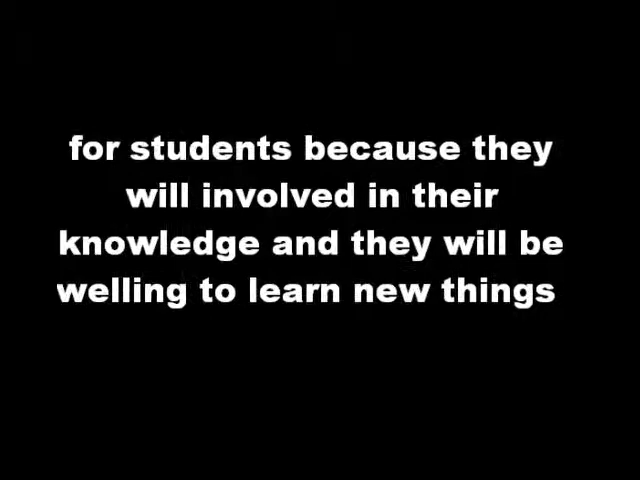 for students because they
will involved in their
knowledge and they will be
welling to learn new things